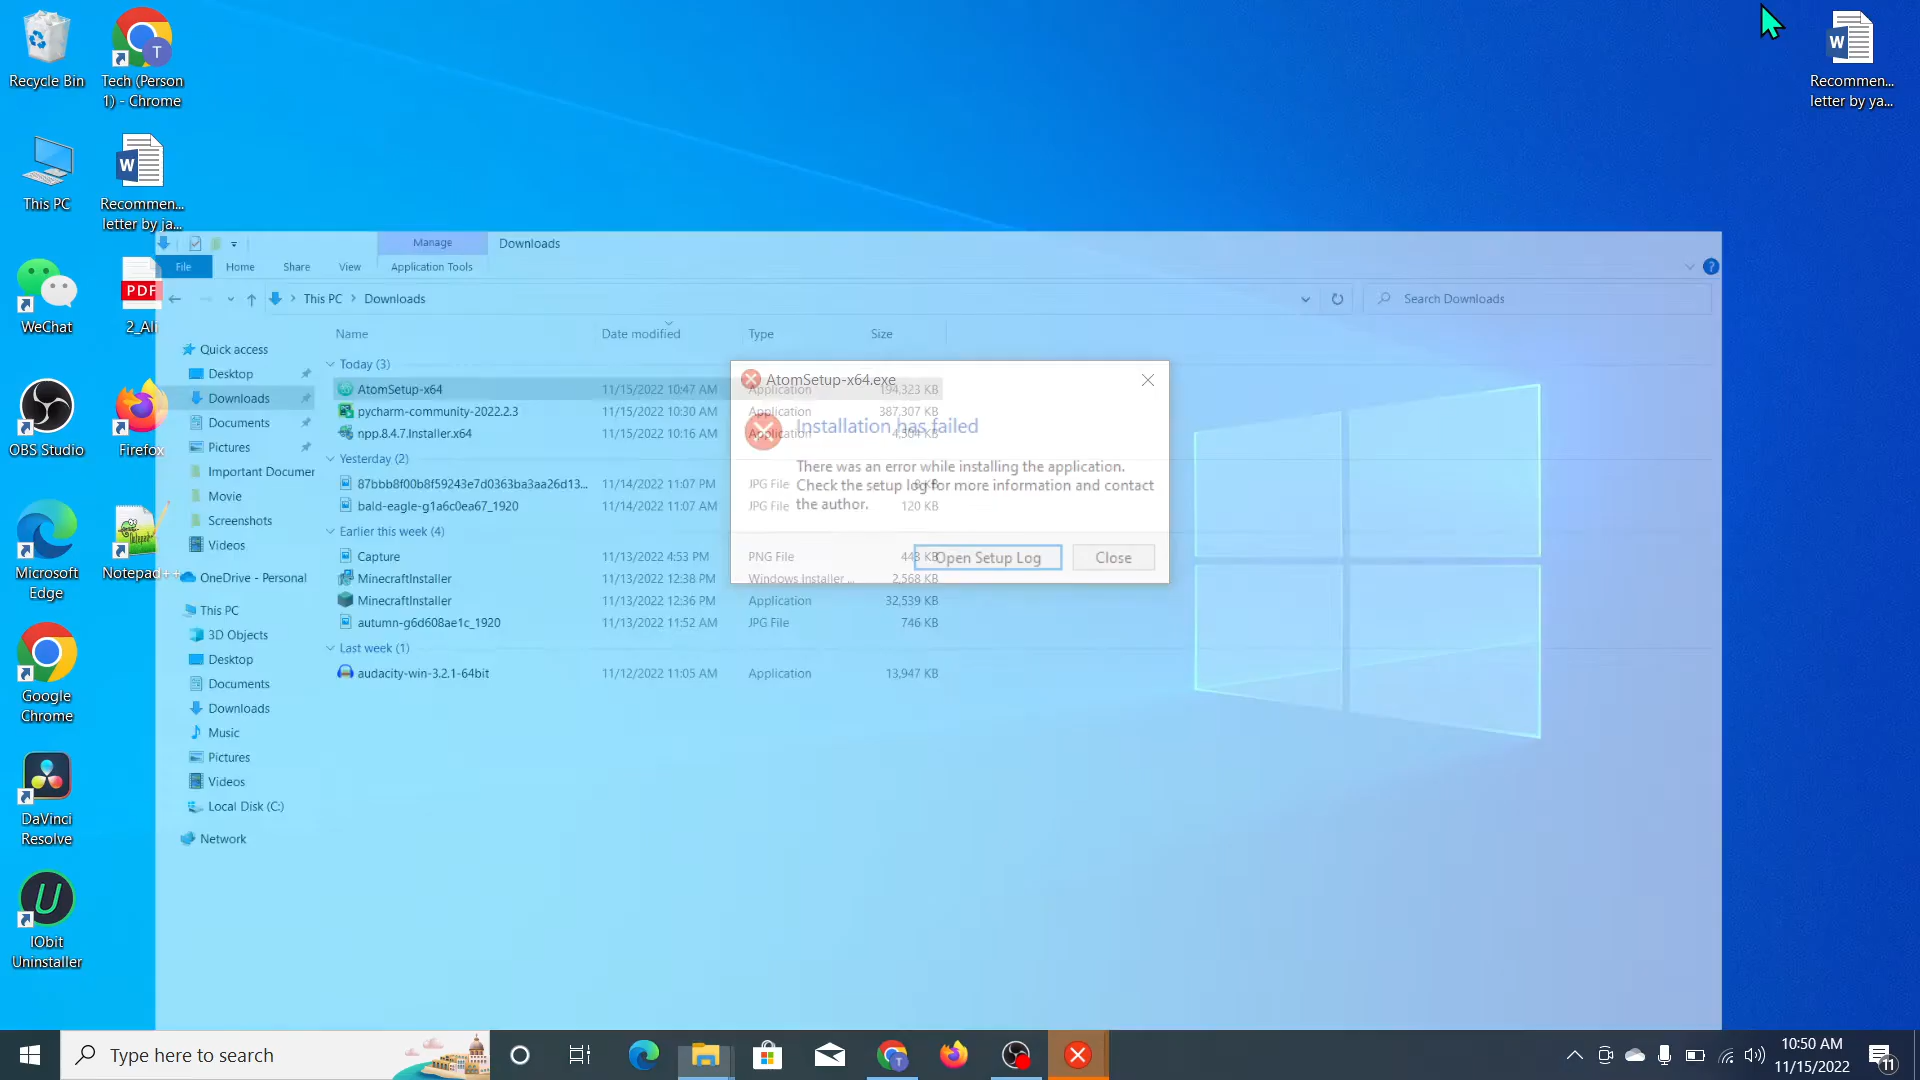 Recycle Bin
Tech (Person
1) - Chrome
T
Recommen...
letter by ya...
This PC
Recommen...
letter by ja...
WeChat
PDF
2_Ali
OBS Studio
Firefox
Microsoft
Edge
Notepad++
Google
Chrome
DaVinci
Resolve
IObit
Uninstaller
Manage
Downloads
File
Home
Share
View
Application Tools
This PC
Downloads
Search Downloads
Name
Date modified
Type
Size
Quick access
Desktop
Downloads
Documents
Pictures
Important Documen
Movie
Screenshots
Videos
OneDrive - Personal
This PC
3D Objects
Desktop
Documents
Downloads
Music
Pictures
Videos
Local Disk (C:)
Network
Today (3)
AtomSetup-x64 11/15/2022 10:47 AM Application 194,323 KB
pycharm-community-2022.2.3 11/15/2022 10:30 AM Application 387,307 KB
npp.8.4.7.Installer.x64 11/15/2022 10:16 AM Application
Yesterday (2)
87bbb8f00b8f59243e7d0363ba3aa26d13... 11/14/2022 11:07 PM JPG File
bald-eagle-g1a6c0ea67_1920 11/14/2022 11:07 AM JPG File 120 KB
Earlier this week (4)
Capture 11/13/2022 4:53 PM PNG File 443 KB
MinecraftInstaller 11/13/2022 12:38 PM Windows Installer ... 2,568 KB
MinecraftInstaller 11/13/2022 12:36 PM Application 32,539 KB
autumn-g6d608ae1c_1920 11/13/2022 11:52 AM JPG File 746 KB
Last week (1)
audacity-win-3.2.1-64bit 11/12/2022 11:05 AM Application 13,947 KB
AtomSetup-x64.exe
Installation has failed
There was an error while installing the application.
Check the setup log for more information and contact
the author.
Open Setup Log
Close
Type here to search
10:50 AM
11/15/2022
11